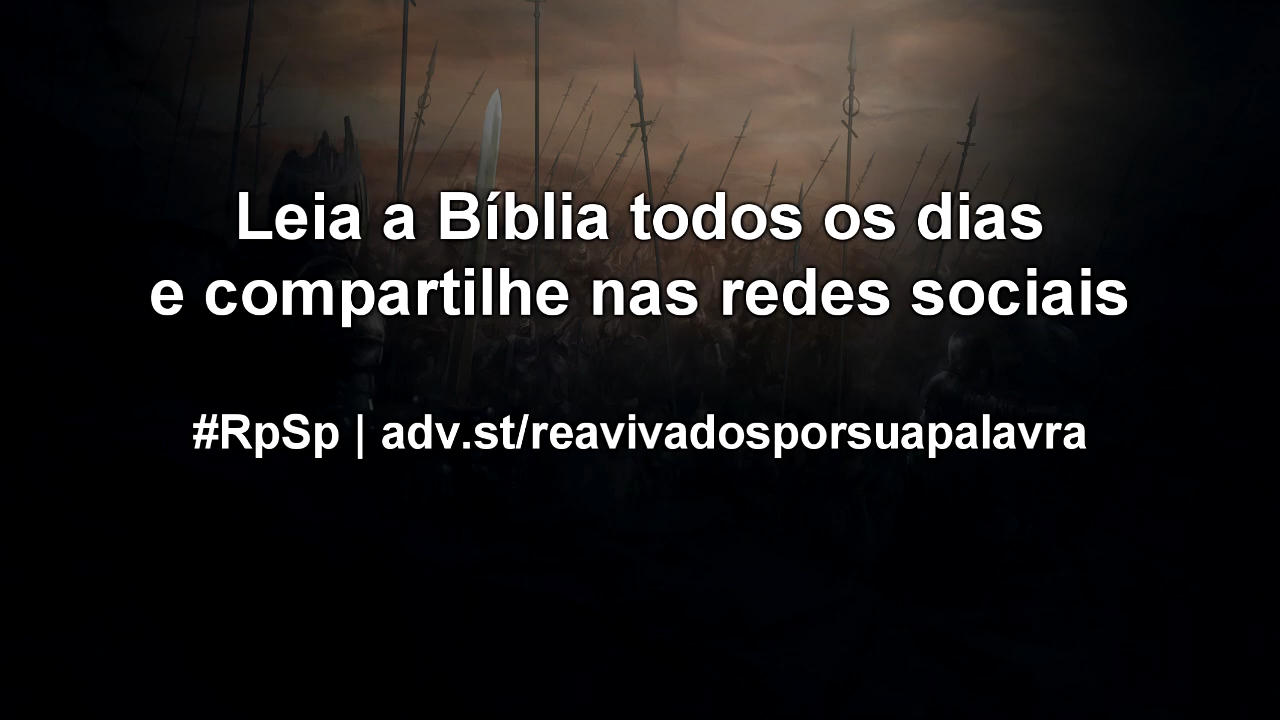 Leia a Bíblia todos os dias
e compartilhe nas redes sociais
#RpSp | adv.st/reavivadosporsuapalavra